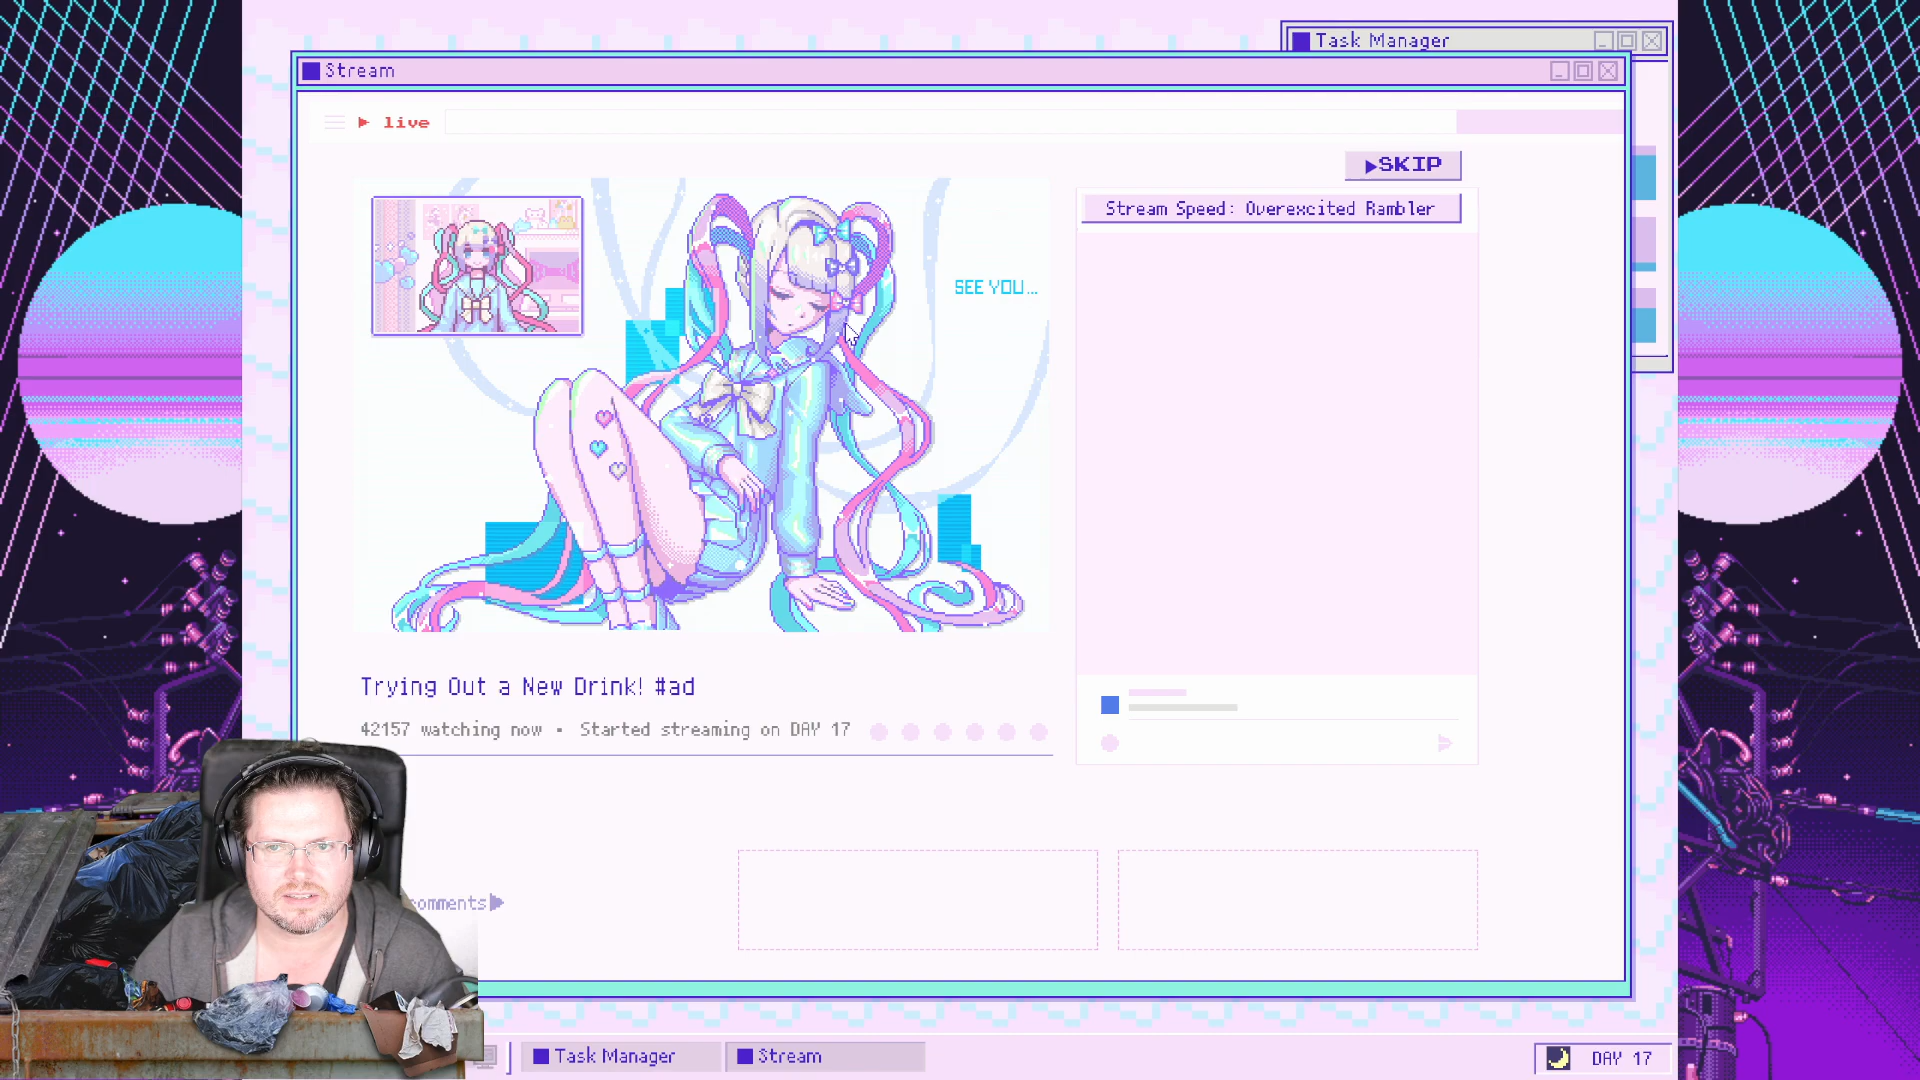 Task Manager
Stream
live
SKIP
Stream Speed: Overexcited Rambler
SEE YOU...
Trying Out a New Drink! #ad
42157 watching now • Started streaming on DAY 17
comments
Task Manager
Stream
DAY 17